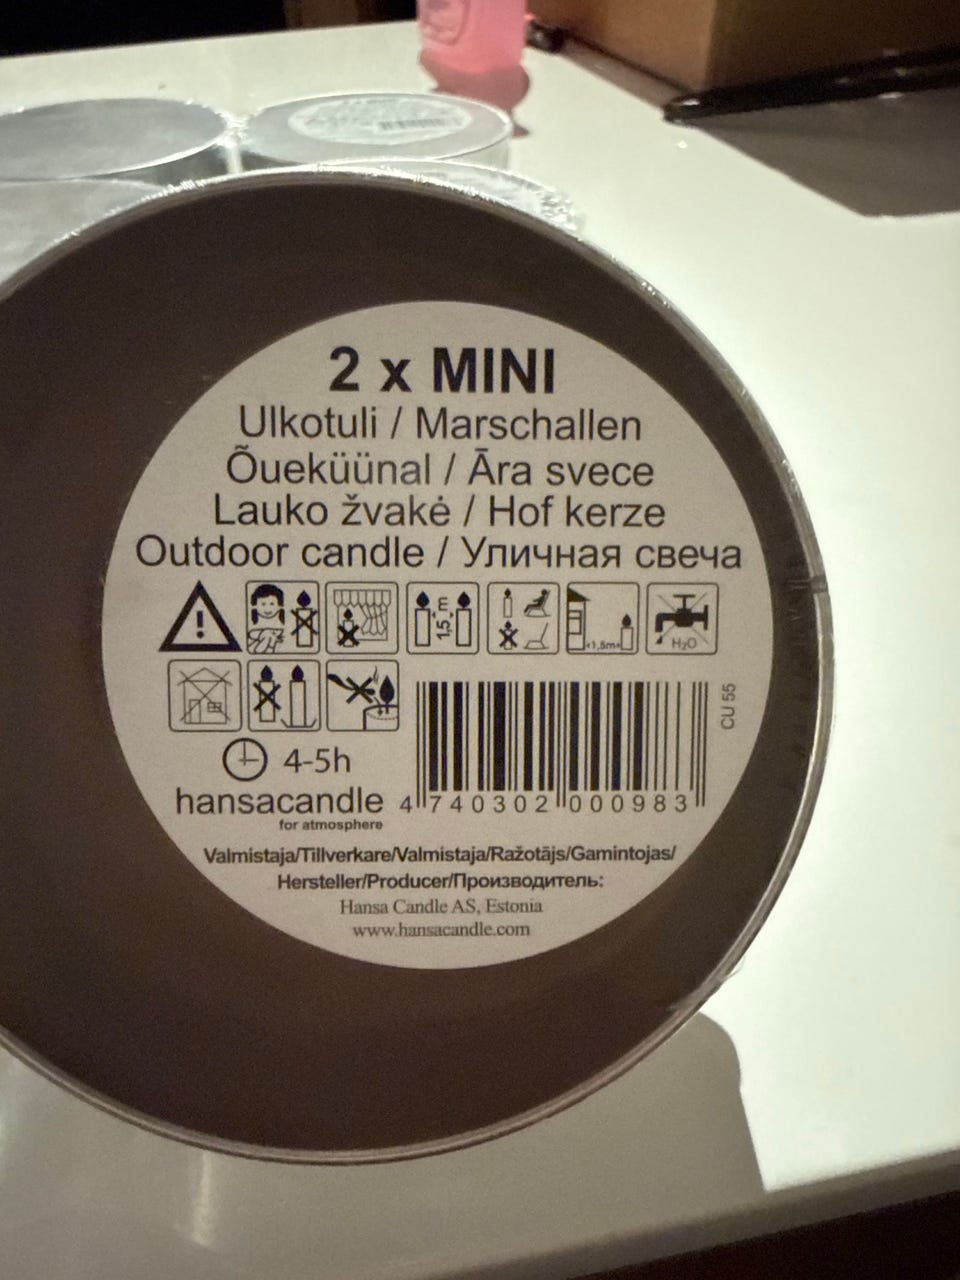 2 x MINI
Ulkotuli / Marschallen
Õueküünal / Āra svece
Lauko žvakė / Hof kerze
Outdoor candle / Уличная свеча
1,5 m
<1,5m>
H₂O
CU 55
4-5h
hansacandle
for atmosphere
4 740302 000983
Valmistaja/Tillverkare/Valmistaja/Ražotājs/Gamintojas/
Hersteller/Producer/Производитель:
Hansa Candle AS, Estonia
www.hansacandle.com